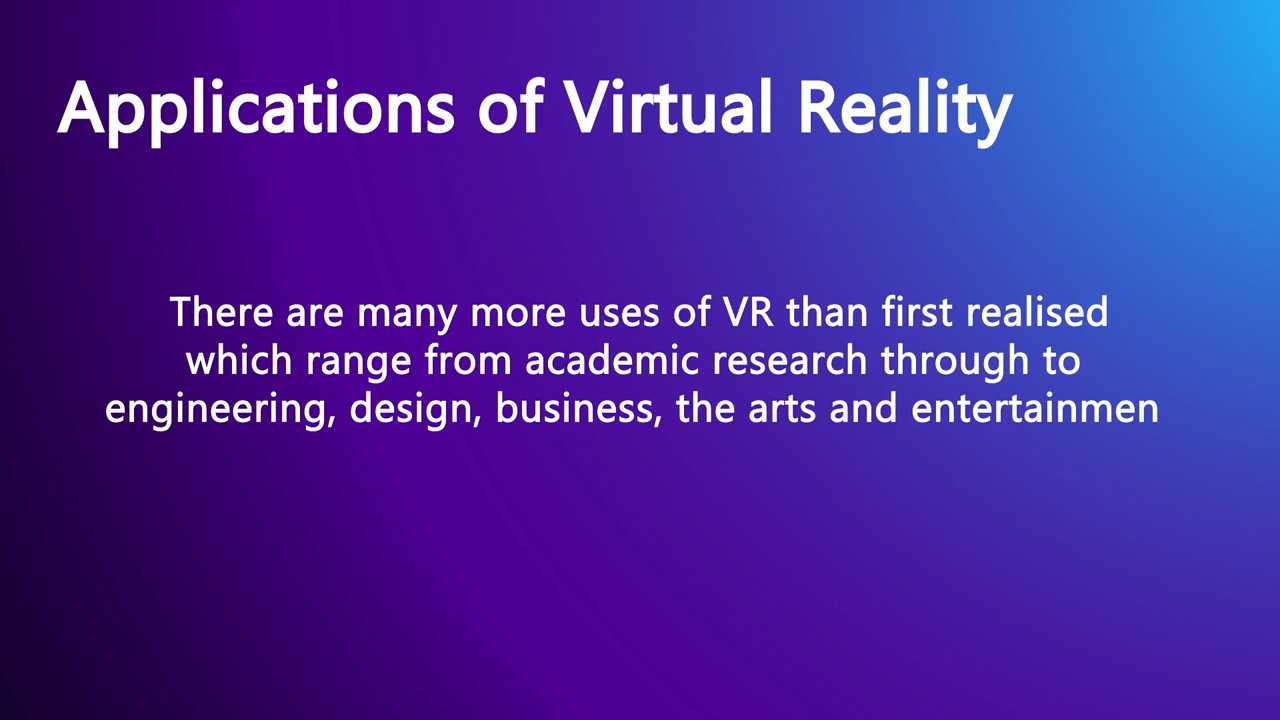 Applications of Virtual Reality
There are many more uses of VR than first realised
which range from academic research through to
engineering, design, business, the arts and entertainmen